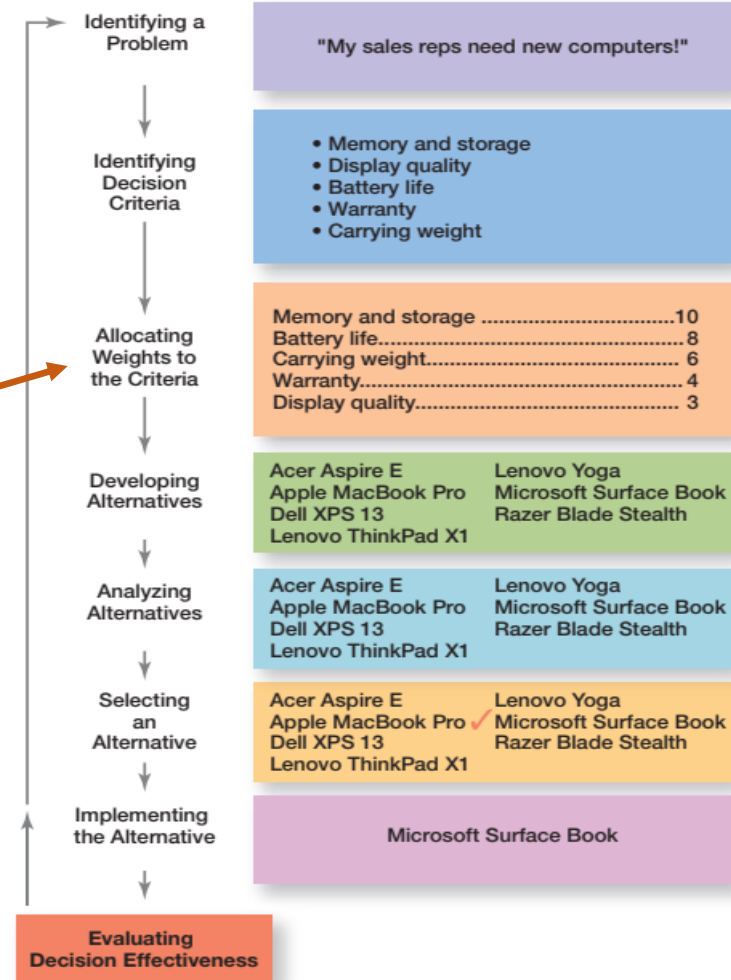 Identifying a
Problem
"My sales reps need new computers!"
Identifying
Decision
Criteria
• Memory and storage
• Display quality
• Battery life
• Warranty
• Carrying weight
Allocating
Weights to
the Criteria
Memory and storage .................................10
Battery life.................................................... 8
Carrying weight........................................... 6
Warranty....................................................... 4
Display quality............................................. 3
Developing
Alternatives
Acer Aspire E Lenovo Yoga
Apple MacBook Pro Microsoft Surface Book
Dell XPS 13 Razer Blade Stealth
Lenovo ThinkPad X1
Analyzing
Alternatives
Acer Aspire E Lenovo Yoga
Apple MacBook Pro Microsoft Surface Book
Dell XPS 13 Razer Blade Stealth
Lenovo ThinkPad X1
Selecting
an
Alternative
Acer Aspire E Lenovo Yoga
Apple MacBook Pro ✓ Microsoft Surface Book
Dell XPS 13 Razer Blade Stealth
Lenovo ThinkPad X1
Implementing
the Alternative
Microsoft Surface Book
Evaluating
Decision Effectiveness